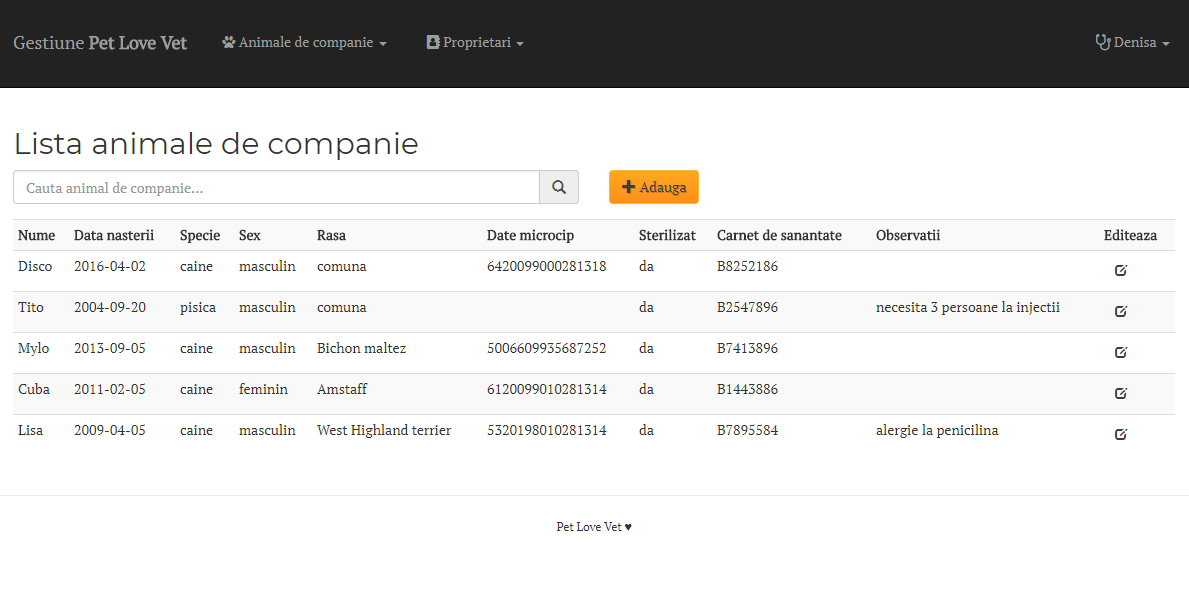 Gestiune Pet Love Vet Animale de companie Proprietari Denisa
Lista animale de companie
Cauta animal de companie... Adauga
Nume Data nasterii Specie Sex Rasa Date microcip Sterilizat Carnet de sanantate Observatii Editeaza
Disco 2016-04-02 caine masculin comuna 6420099000281318 da B8252186
Tito 2004-09-20 pisica masculin comuna da B2547896 necesita 3 persoane la injectii
Mylo 2013-09-05 caine masculin Bichon maltez 5006609935687252 da B7413896
Cuba 2011-02-05 caine feminin Amstaff 6120099010281314 da B1443886
Lisa 2009-04-05 caine masculin West Highland terrier 5320198010281314 da B7895584 alergie la penicilina
Pet Love Vet ♥